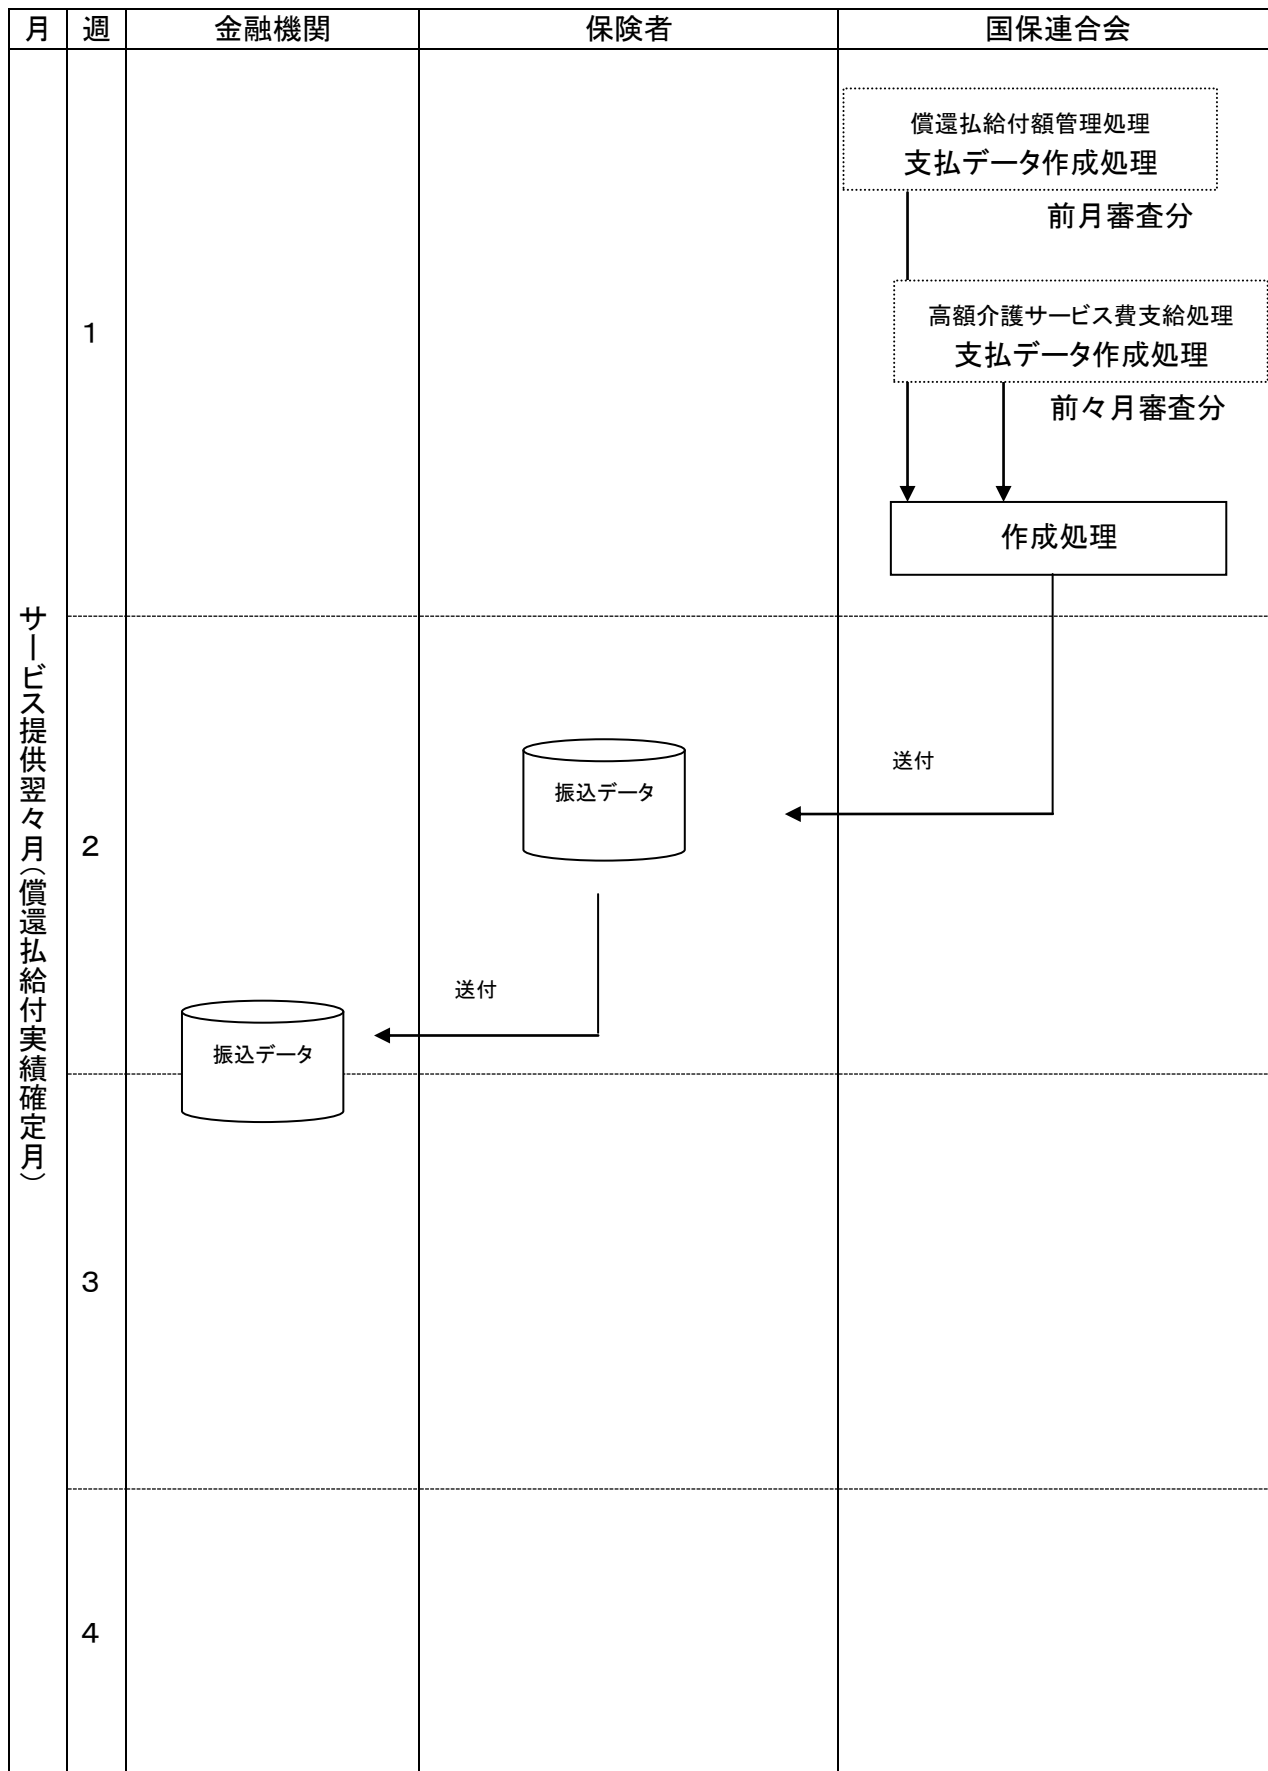 月 週 金融機関 保険者 国保連合会
償還払給付額管理処理
支払データ作成処理
前月審査分
高額介護サービス費支給処理
支払データ作成処理
前々月審査分
1
作成処理
サービス提供翌々月（償還払給付実績確定月）
送付
振込データ
2
送付
振込データ
3
4